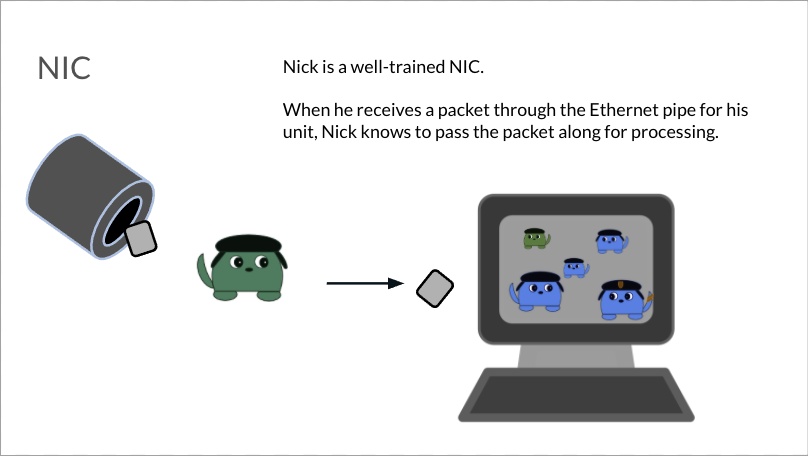 NIC
Nick is a well-trained NIC.
When he receives a packet through the Ethernet pipe for his
unit, Nick knows to pass the packet along for processing.